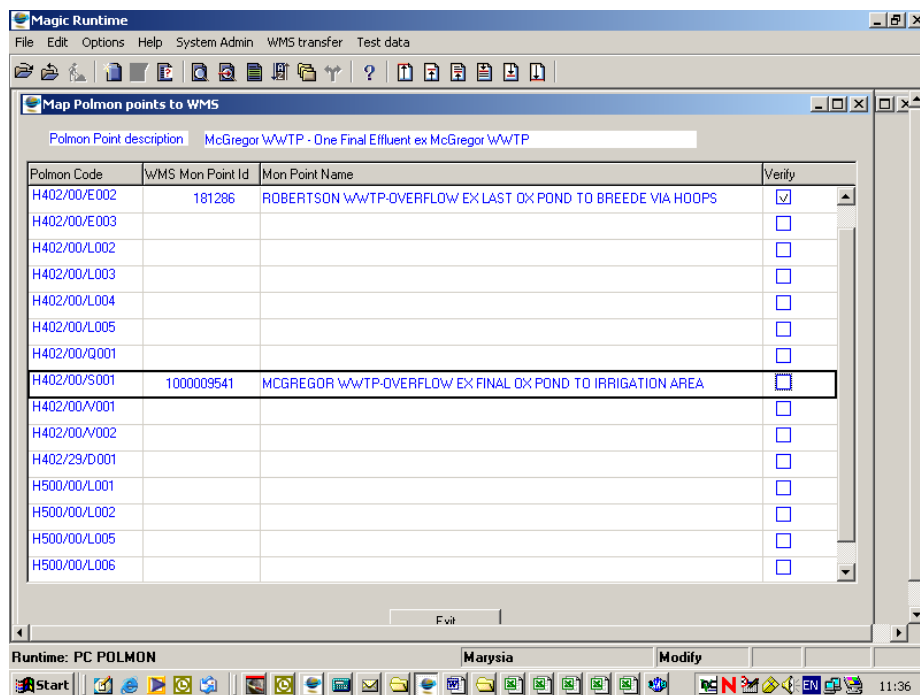 Magic Runtime
File Edit Options Help System Admin WMS transfer Test data
Map Polmon points to WMS
Polmon Point description McGregor WWTP - One Final Effluent ex McGregor WWTP
Polmon Code WMS Mon Point Id Mon Point Name Verify
H402/00/E002 181286 ROBERTSON WWTP-OVERFLOW EX LAST OX POND TO BREEDE VIA HOOPS
H402/00/E003
H402/00/L002
H402/00/L003
H402/00/L004
H402/00/L005
H402/00/Q001
H402/00/S001 1000009541 MCGREGOR WWTP-OVERFLOW EX FINAL OX POND TO IRRIGATION AREA
H402/00/V001
H402/00/V002
H402/29/D001
H500/00/L001
H500/00/L002
H500/00/L005
H500/00/L006
Exit
Runtime: PC POLMON Marysia Modify
Start EN 11:36